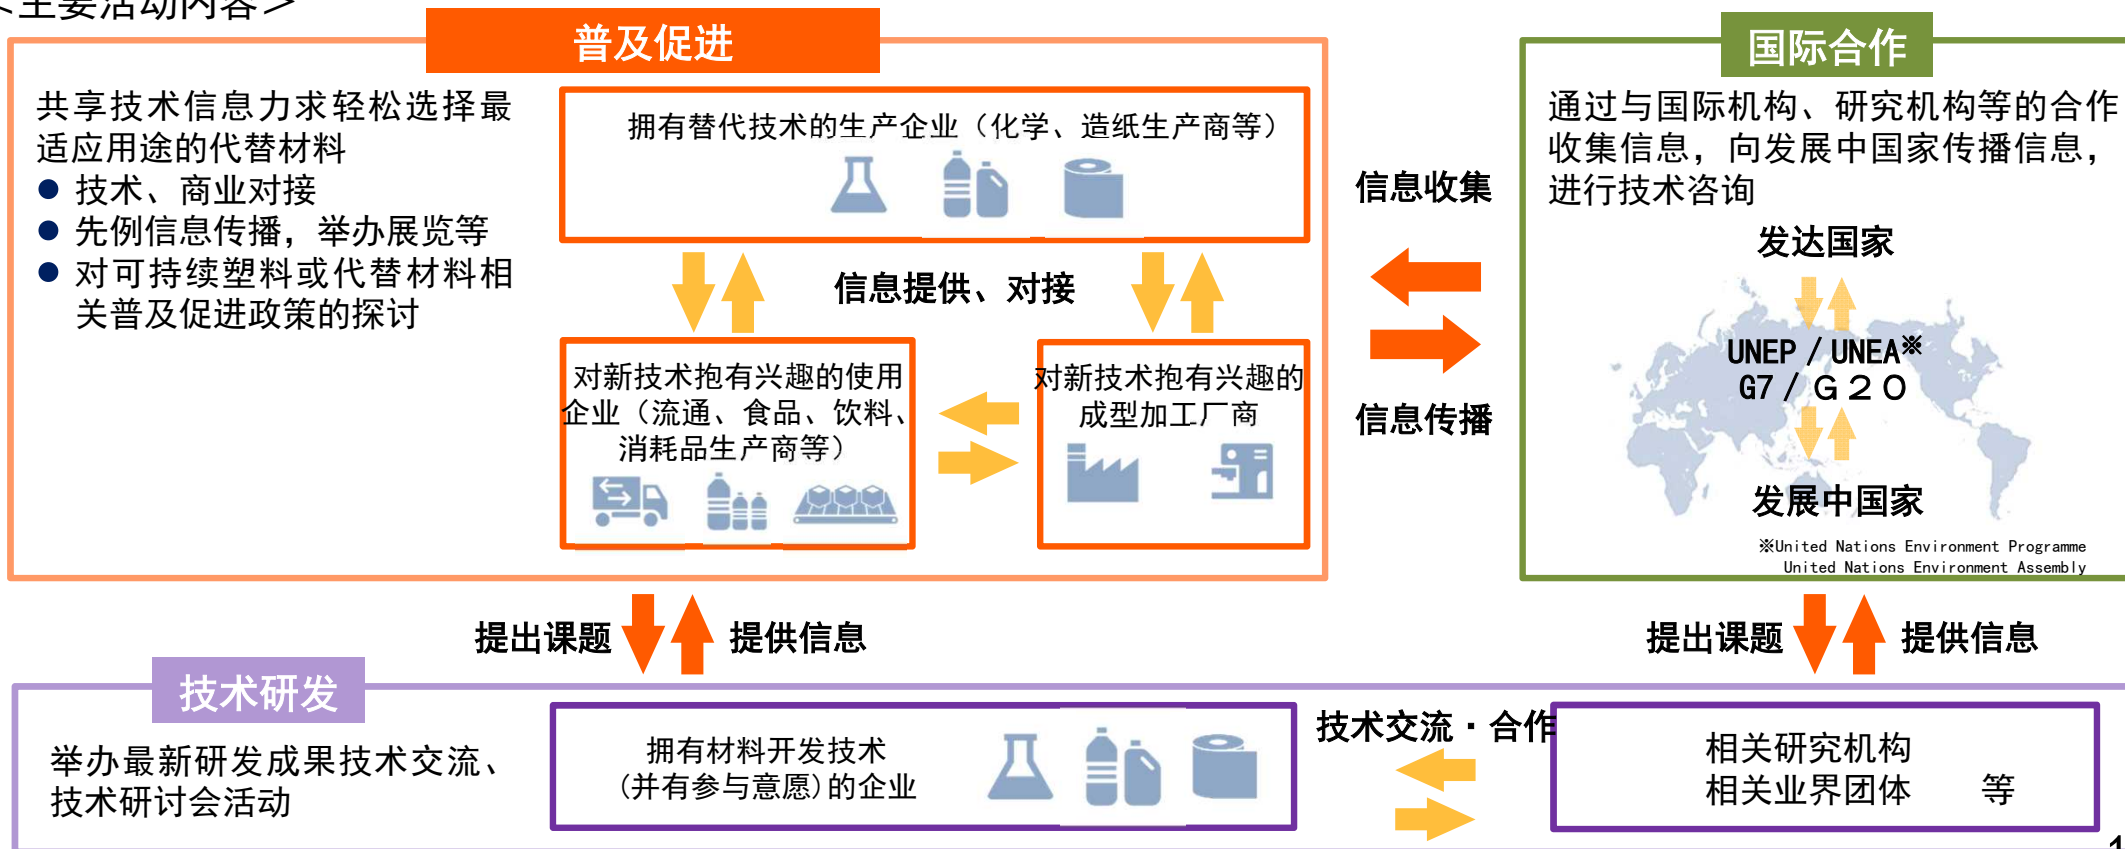 <主要活动内容>
普及促进
共享技术信息力求轻松选择最
适应用途的代替材料
● 技术、商业对接
● 先例信息传播，举办展览等
● 对可持续塑料或代替材料相
关普及促进政策的探讨
拥有替代技术的生产企业（化学、造纸生产商等）
信息提供、对接
对新技术抱有兴趣的使用
企业（流通、食品、饮料、
消耗品生产商等）
对新技术抱有兴趣的
成型加工厂商
信息收集
信息传播
国际合作
通过与国际机构、研究机构等的合作
收集信息，向发展中国家传播信息，
进行技术咨询
发达国家
UNEP / UNEA※
G7 / Ｇ２０
发展中国家
※United Nations Environment Programme
United Nations Environment Assembly
提出课题
提供信息
提出课题
提供信息
技术研发
举办最新研发成果技术交流、
技术研讨会活动
拥有材料开发技术
(并有参与意愿)的企业
技术交流・合作
相关研究机构
相关业界团体　　等
1